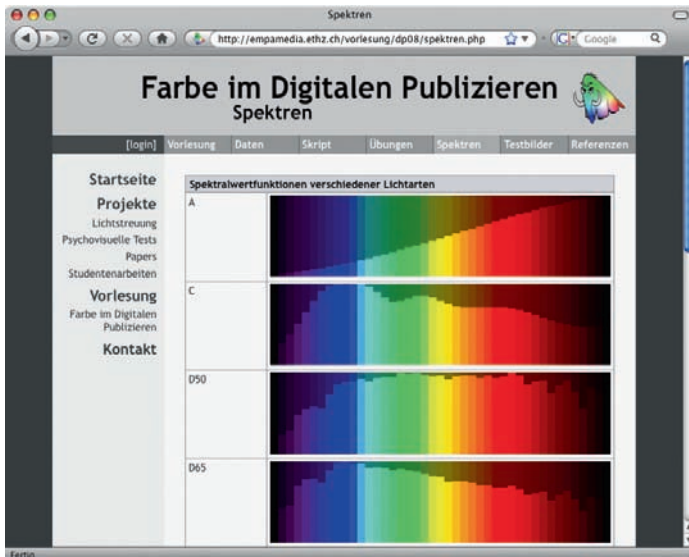 Spektren
http://empamedia.ethz.ch/vorlesung/dp08/spektren.php
Google
Farbe im Digitalen Publizieren
Spektren
[login] Vorlesung Daten Skript Übungen Spektren Testbilder Referenzen
Startseite
Projekte
Lichtstreuung
Psychovisuelle Tests
Papers
Studentenarbeiten
Vorlesung
Farbe im Digitalen
Publizieren
Kontakt
Spektralwertfunktionen verschiedener Lichtarten
A
C
D50
D65
Fertig